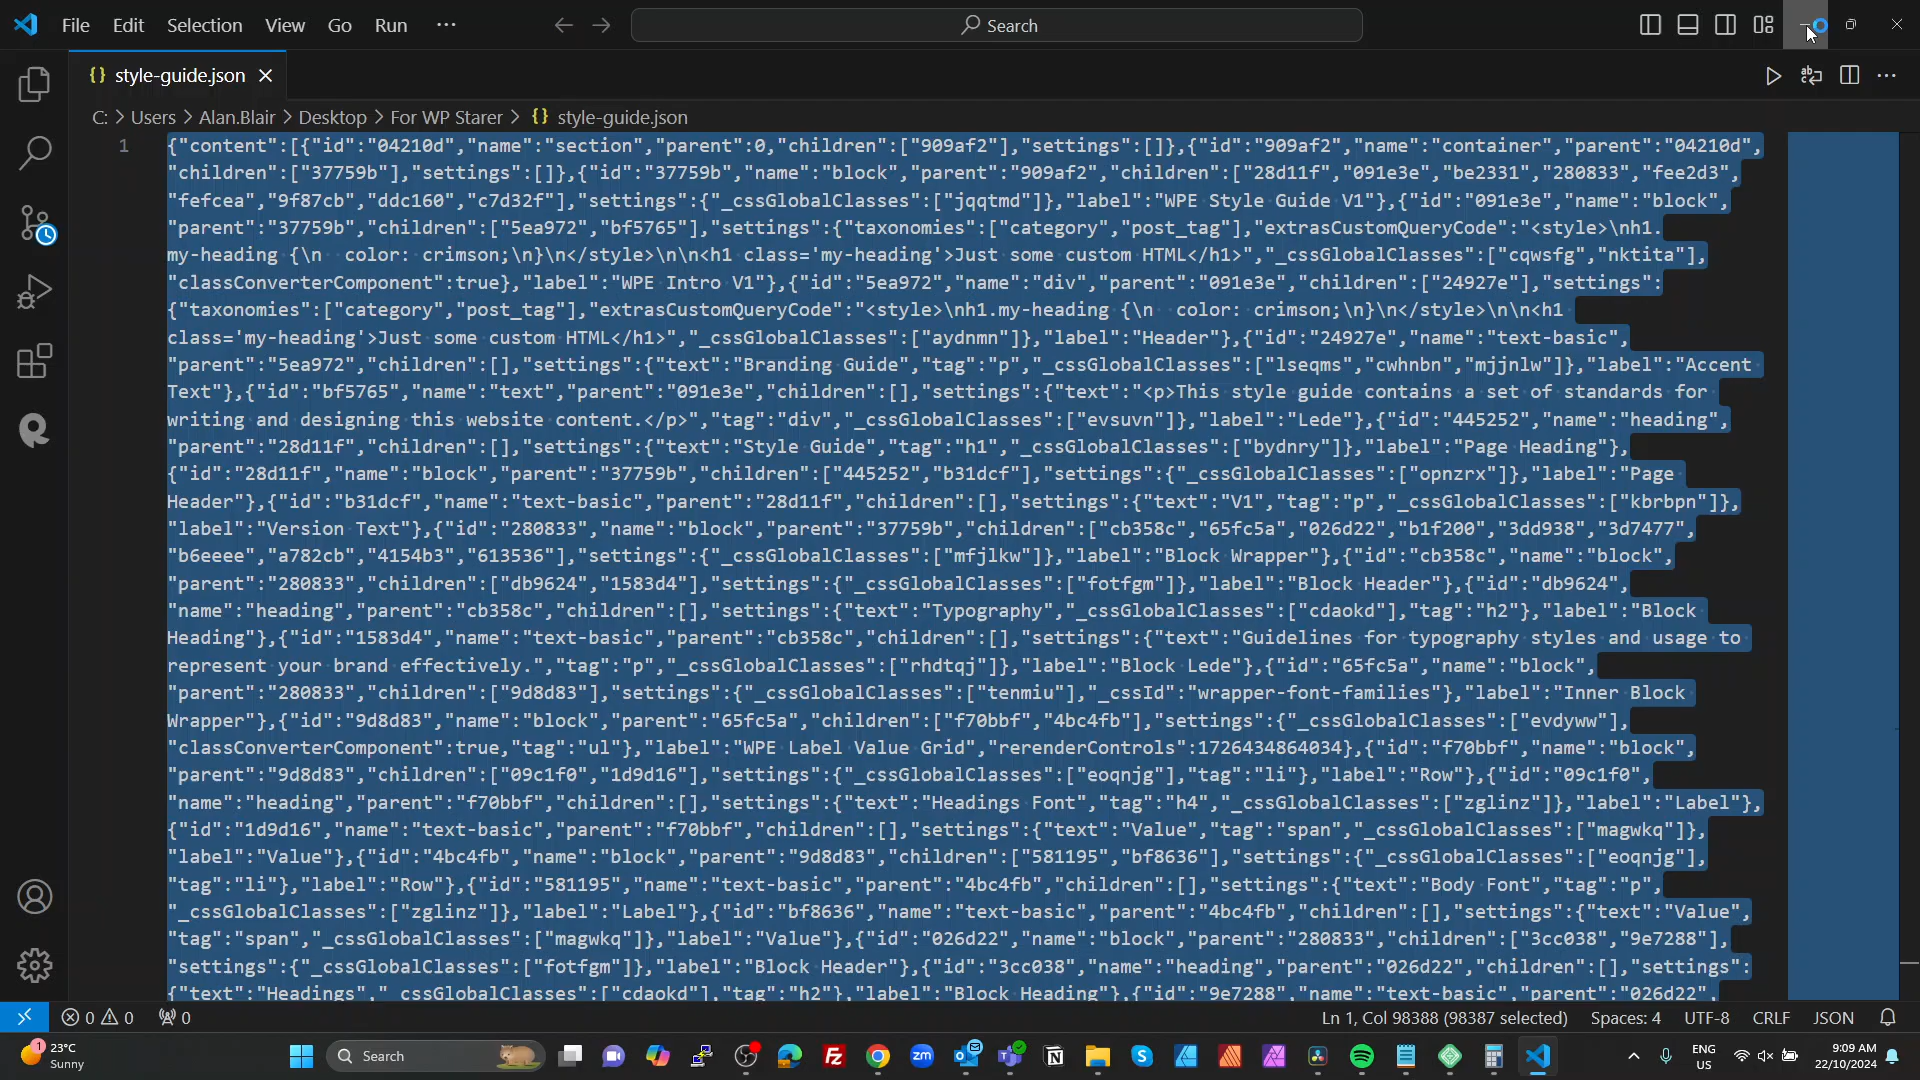 File Edit Selection View Go Run ··· Search
{} style-guide.json
C: > Users > Alan.Blair > Desktop > For WP Starer > {} style-guide.json
1 {"content":[{"id":"04210d","name":"section","parent":0,"children":["909af2"],"settings":[]},{"id":"909af2","name":"container","parent":"04210d",
"children":["37759b"],"settings":[]},{"id":"37759b","name":"block","parent":"909af2","children":["28d11f","091e3e","be2331","280833","fee2d3",
"fefcea","9f87cb","ddc160","c7d32f"],"settings":{"_cssGlobalClasses":["jqqtmd"]},"label":"WPE Style Guide V1"},{"id":"091e3e","name":"block",
"parent":"37759b","children":["5ea972","bf5765"],"settings":{"taxonomies":["category","post_tag"],"extrasCustomQueryCode":"<style>\nh1.
my-heading {\n  color: crimson;\n}\n</style>\n\n<h1 class='my-heading'>Just some custom HTML</h1>","_cssGlobalClasses":["cqwsfg","nktita"],
"classConverterComponent":true},"label":"WPE Intro V1"},{"id":"5ea972","name":"div","parent":"091e3e","children":["24927e"],"settings":
{"taxonomies":["category","post_tag"],"extrasCustomQueryCode":"<style>\nh1.my-heading {\n  color: crimson;\n}\n</style>\n\n<h1
class='my-heading'>Just some custom HTML</h1>","_cssGlobalClasses":["aydnmn"]},"label":"Header"},{"id":"24927e","name":"text-basic",
"parent":"5ea972","children":[],"settings":{"text":"Branding Guide","tag":"p","_cssGlobalClasses":["lseqms","cwhnbn","mjjnlw"]},"label":"Accent
Text"},{"id":"bf5765","name":"text","parent":"091e3e","children":[],"settings":{"text":"<p>This style guide contains a set of standards for
writing and designing this website content.</p>","tag":"div","_cssGlobalClasses":["evsuvn"]},"label":"Lede"},{"id":"445252","name":"heading",
"parent":"28d11f","children":[],"settings":{"text":"Style Guide","tag":"h1","_cssGlobalClasses":["bydnry"]},"label":"Page Heading"},
{"id":"28d11f","name":"block","parent":"37759b","children":["445252","b31dcf"],"settings":{"_cssGlobalClasses":["opnzrx"]},"label":"Page
Header"},{"id":"b31dcf","name":"text-basic","parent":"28d11f","children":[],"settings":{"text":"V1","tag":"p","_cssGlobalClasses":["kbrbpn"]},
"label":"Version Text"},{"id":"280833","name":"block","parent":"37759b","children":["cb358c","65fc5a","026d22","b1f200","3dd938","3d7477",
"b6eeee","a782cb","4154b3","613536"],"settings":{"_cssGlobalClasses":["mfjlkw"]},"label":"Block Wrapper"},{"id":"cb358c","name":"block",
"parent":"280833","children":["db9624","1583d4"],"settings":{"_cssGlobalClasses":["fotfgm"]},"label":"Block Header"},{"id":"db9624",
"name":"heading","parent":"cb358c","children":[],"settings":{"text":"Typography","_cssGlobalClasses":["cdaokd"],"tag":"h2"},"label":"Block
Heading"},{"id":"1583d4","name":"text-basic","parent":"cb358c","children":[],"settings":{"text":"Guidelines for typography styles and usage to
represent your brand effectively.","tag":"p","_cssGlobalClasses":["rhdtqj"]},"label":"Block Lede"},{"id":"65fc5a","name":"block",
"parent":"280833","children":["9d8d83"],"settings":{"_cssGlobalClasses":["tenmiu"],"_cssId":"wrapper-font-families"},"label":"Inner Block
Wrapper"},{"id":"9d8d83","name":"block","parent":"65fc5a","children":["f70bbf","4bc4fb"],"settings":{"_cssGlobalClasses":["evdyww"],
"classConverterComponent":true,"tag":"ul"},"label":"WPE Label Value Grid","rerenderControls":1726434864034},{"id":"f70bbf","name":"block",
"parent":"9d8d83","children":["09c1f0","1d9d16"],"settings":{"_cssGlobalClasses":["eoqnjg"],"tag":"li"},"label":"Row"},{"id":"09c1f0",
"name":"heading","parent":"f70bbf","children":[],"settings":{"text":"Headings Font","tag":"h4","_cssGlobalClasses":["zglinz"]},"label":"Label"},
{"id":"1d9d16","name":"text-basic","parent":"f70bbf","children":[],"settings":{"text":"Value","tag":"span","_cssGlobalClasses":["magwkq"]},
"label":"Value"},{"id":"4bc4fb","name":"block","parent":"9d8d83","children":["581195","bf8636"],"settings":{"_cssGlobalClasses":["eoqnjg"],
"tag":"li"},"label":"Row"},{"id":"581195","name":"text-basic","parent":"4bc4fb","children":[],"settings":{"text":"Body Font","tag":"p",
"_cssGlobalClasses":["zglinz"]},"label":"Label"},{"id":"bf8636","name":"text-basic","parent":"4bc4fb","children":[],"settings":{"text":"Value",
"tag":"span","_cssGlobalClasses":["magwkq"]},"label":"Value"},{"id":"026d22","name":"block","parent":"280833","children":["3cc038","9e7288"],
"settings":{"_cssGlobalClasses":["fotfgm"]},"label":"Block Header"},{"id":"3cc038","name":"heading","parent":"026d22","children":[],"settings":
{"text":"Headings","_cssGlobalClasses":["cdaokd"],"tag":"h2"},"label":"Block Heading"},{"id":"9e7288","name":"text-basic","parent":"026d22",
0 0 0 Ln 1, Col 98388 (98387 selected) Spaces: 4 UTF-8 CRLF JSON
1 23°C Sunny Search ENG US 9:09 AM 22/10/2024